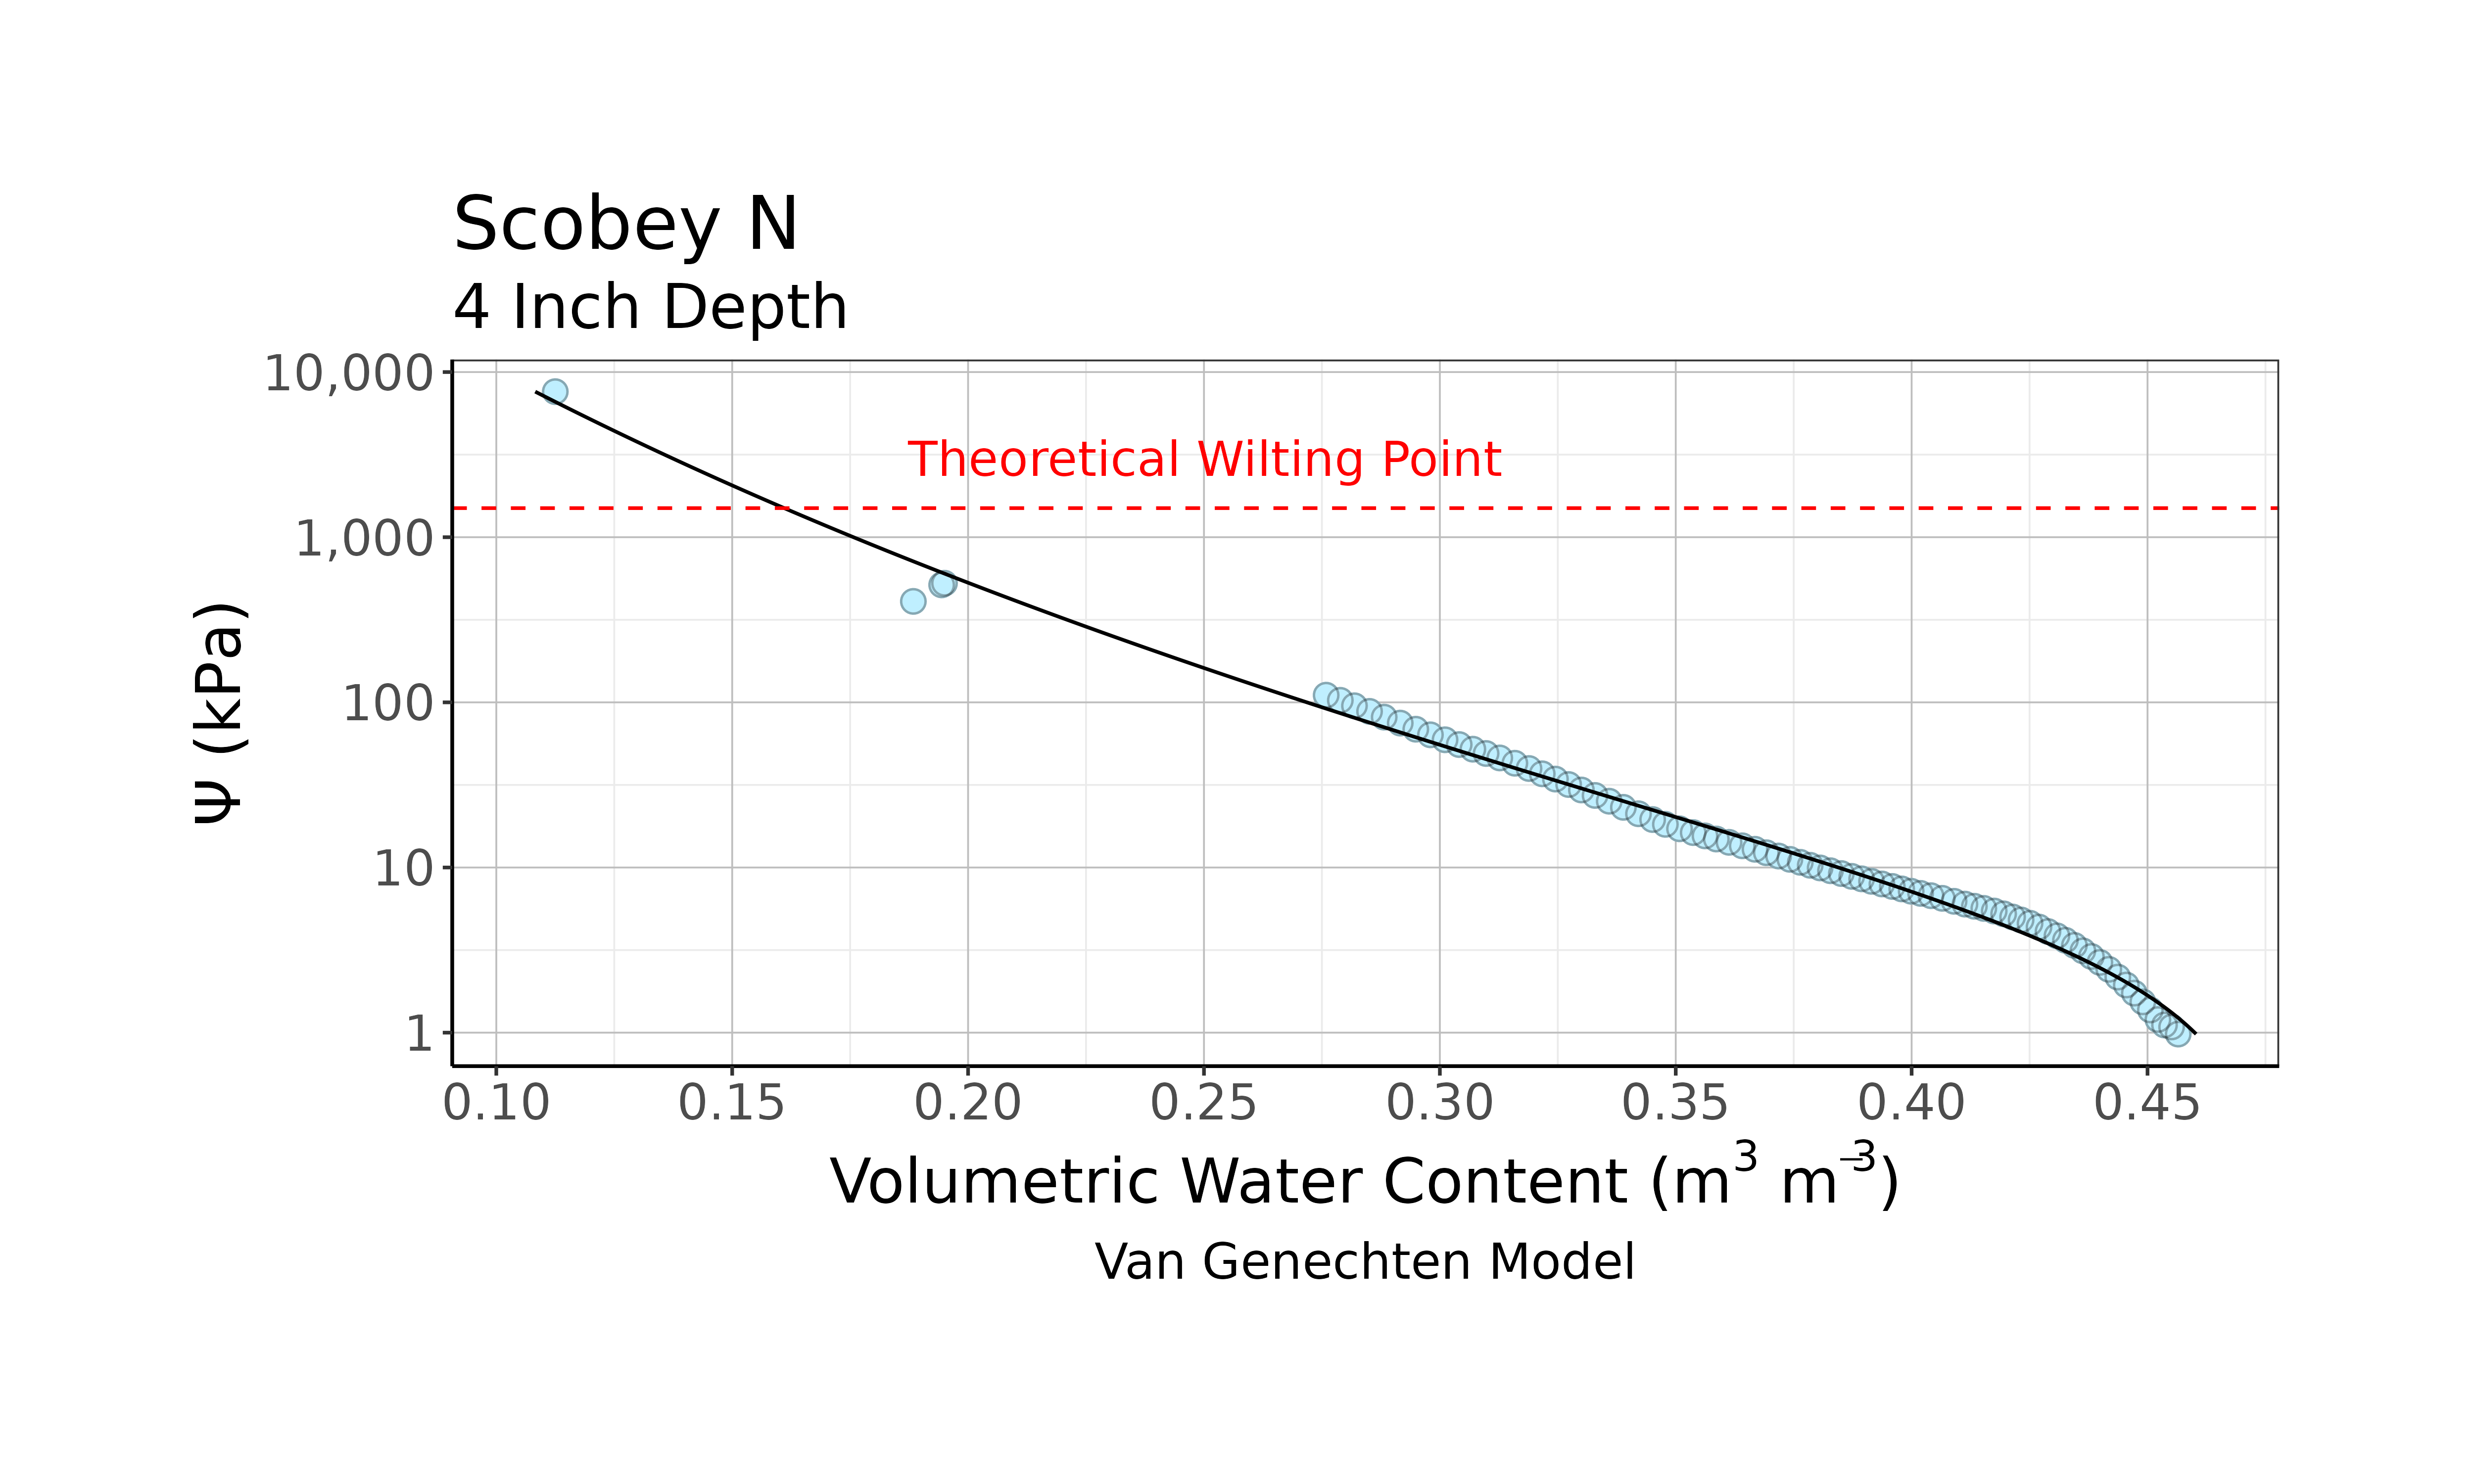 Scobey N
4 Inch Depth
10,000
1,000
100
10
1
Ψ (kPa)
Theoretical Wilting Point
0.10 0.15 0.20 0.25 0.30 0.35 0.40 0.45
Volumetric Water Content (m³ m⁻³)
Van Genechten Model